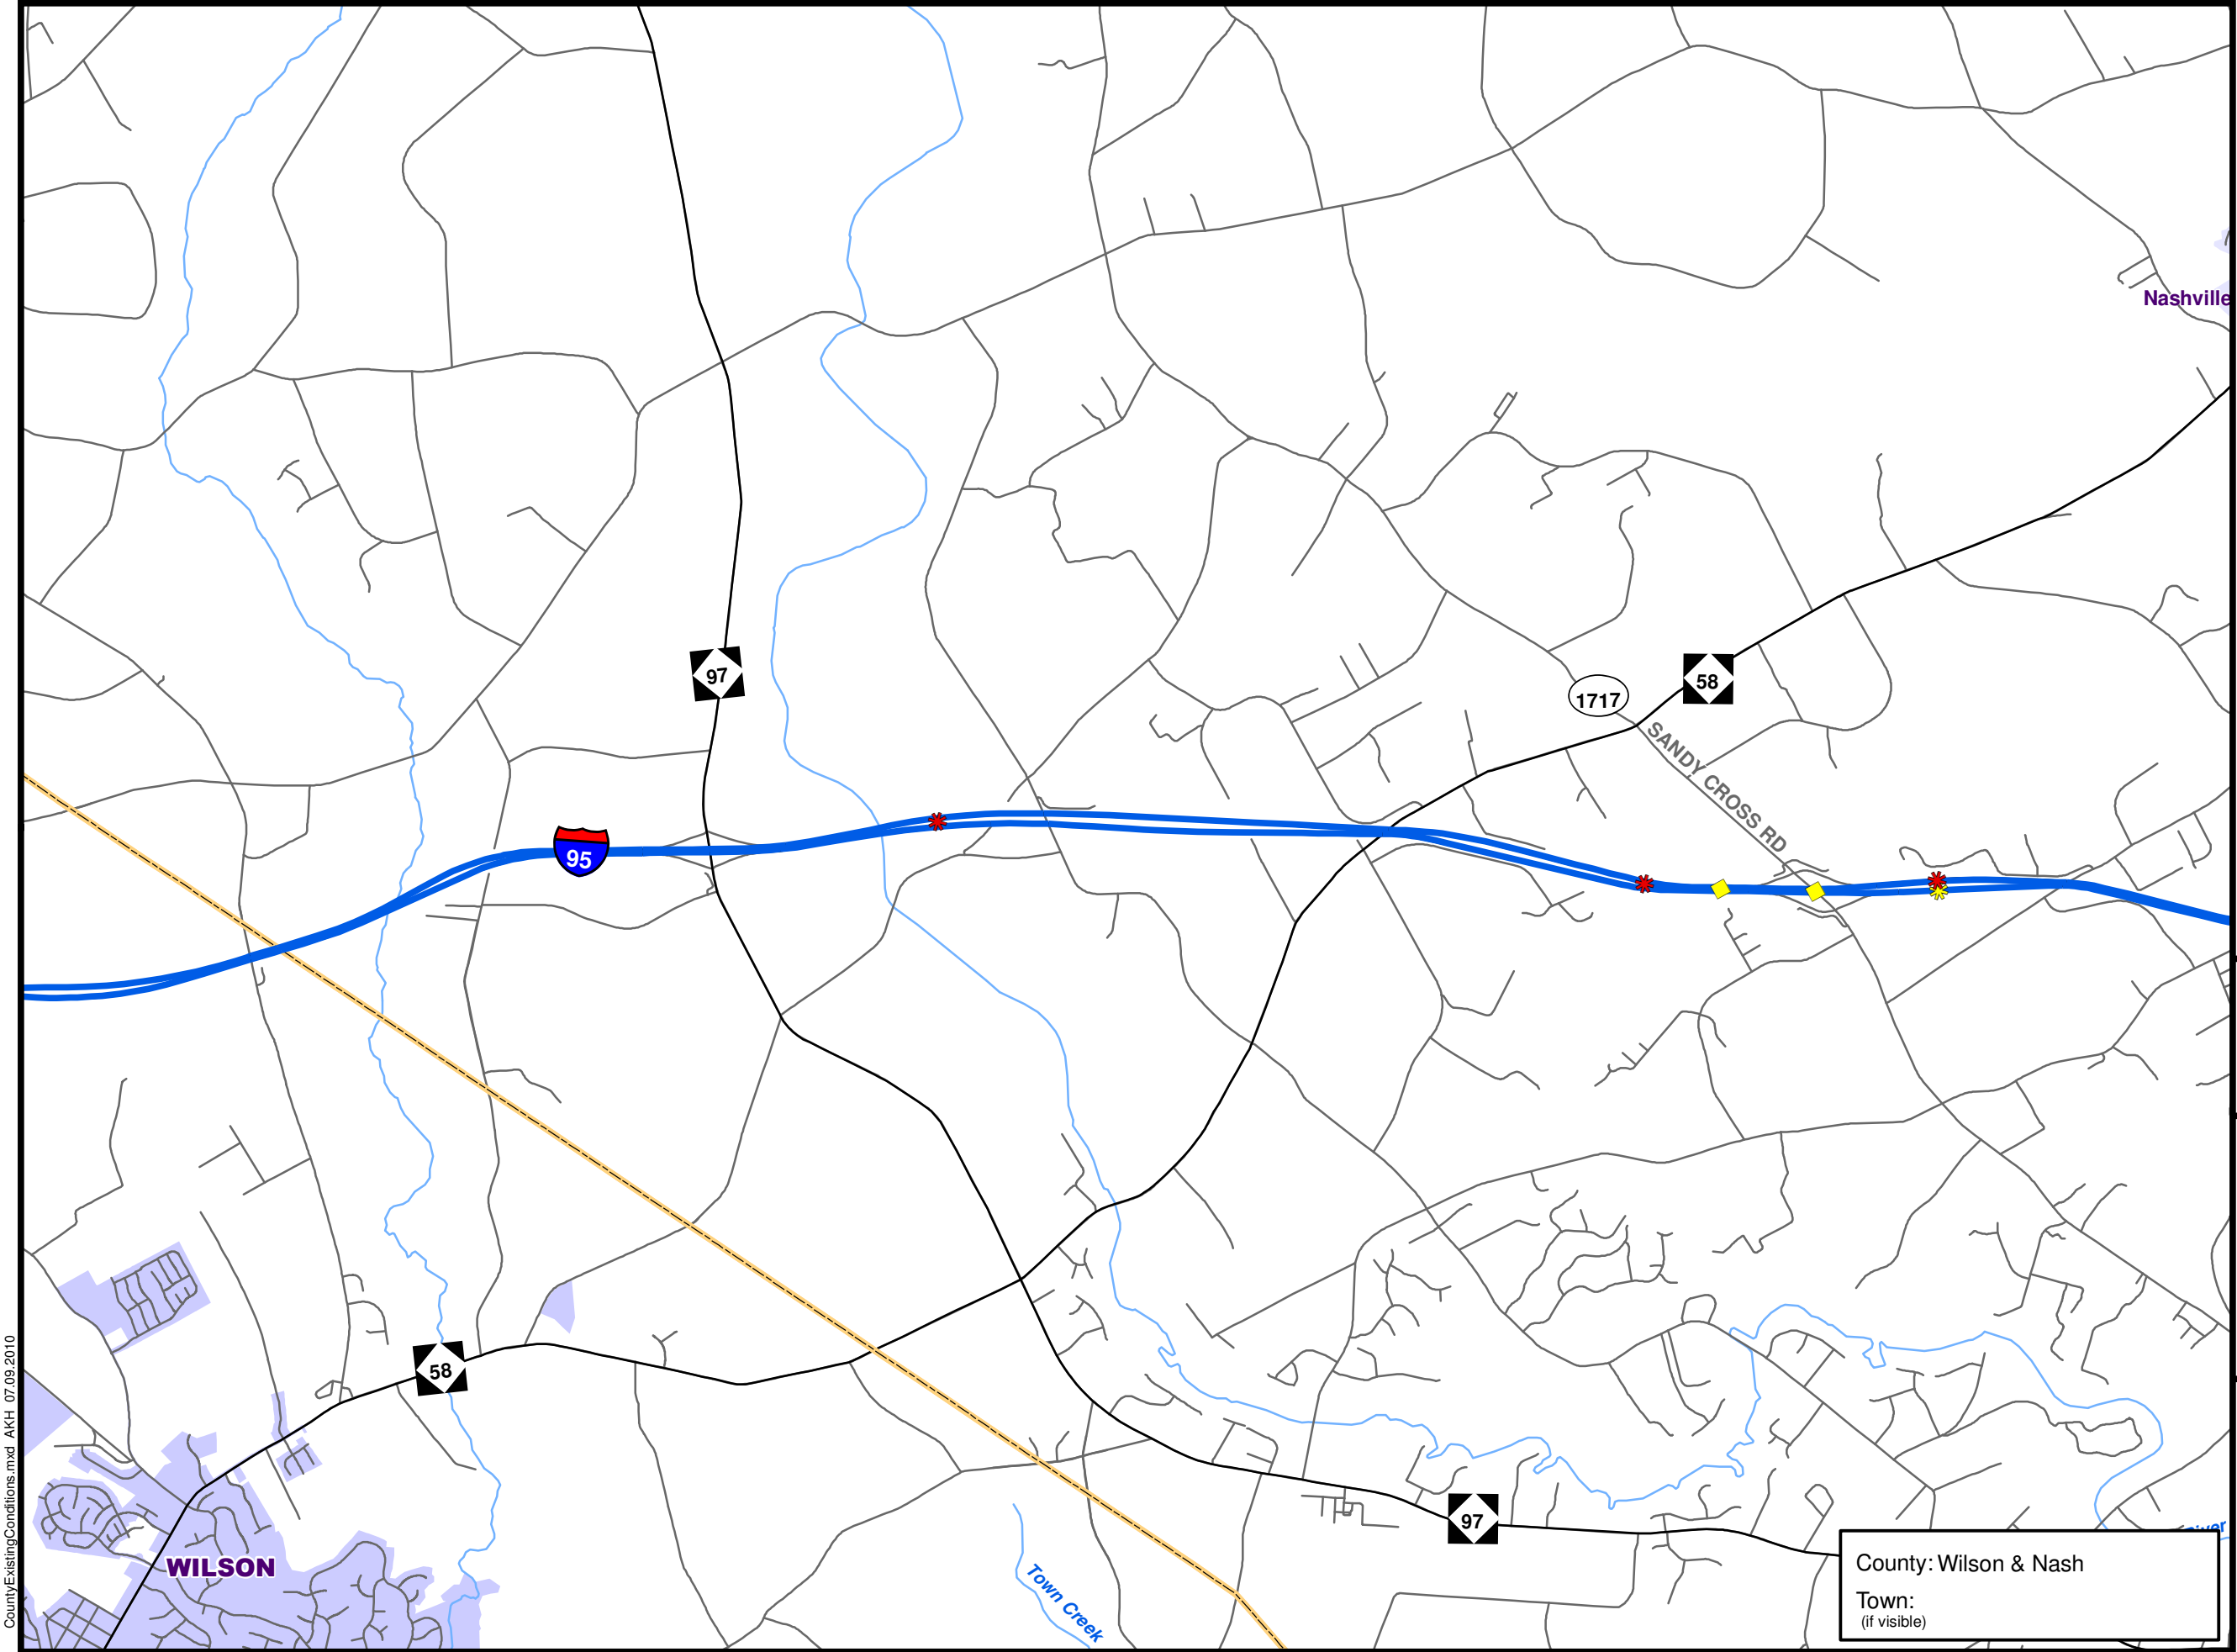 Nashville
97
58
1717
SANDY CROSS RD
95
58
WILSON
97
Town Creek
River
County: Wilson & Nash
Town:
(if visible)
CountyExistingConditions.mxd AKH 07.09.2010